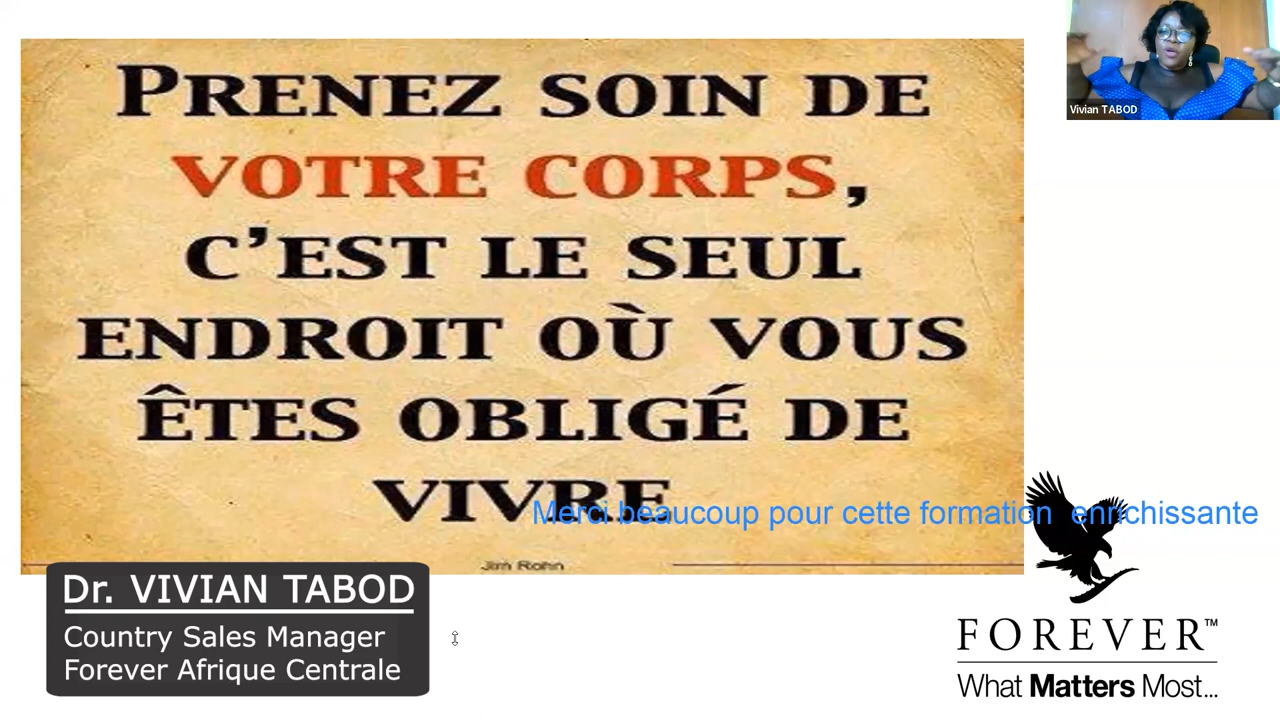 PRENEZ SOIN DE
VOTRE CORPS,
C'EST LE SEUL
ENDROIT OÙ VOUS
ÊTES OBLIGÉ DE
VIVRE
Jim Rohn
Merci beaucoup pour cette formation enrichissante
Vivian TABOD
Dr. VIVIAN TABOD
Country Sales Manager
Forever Afrique Centrale
FOREVER™
What Matters Most...